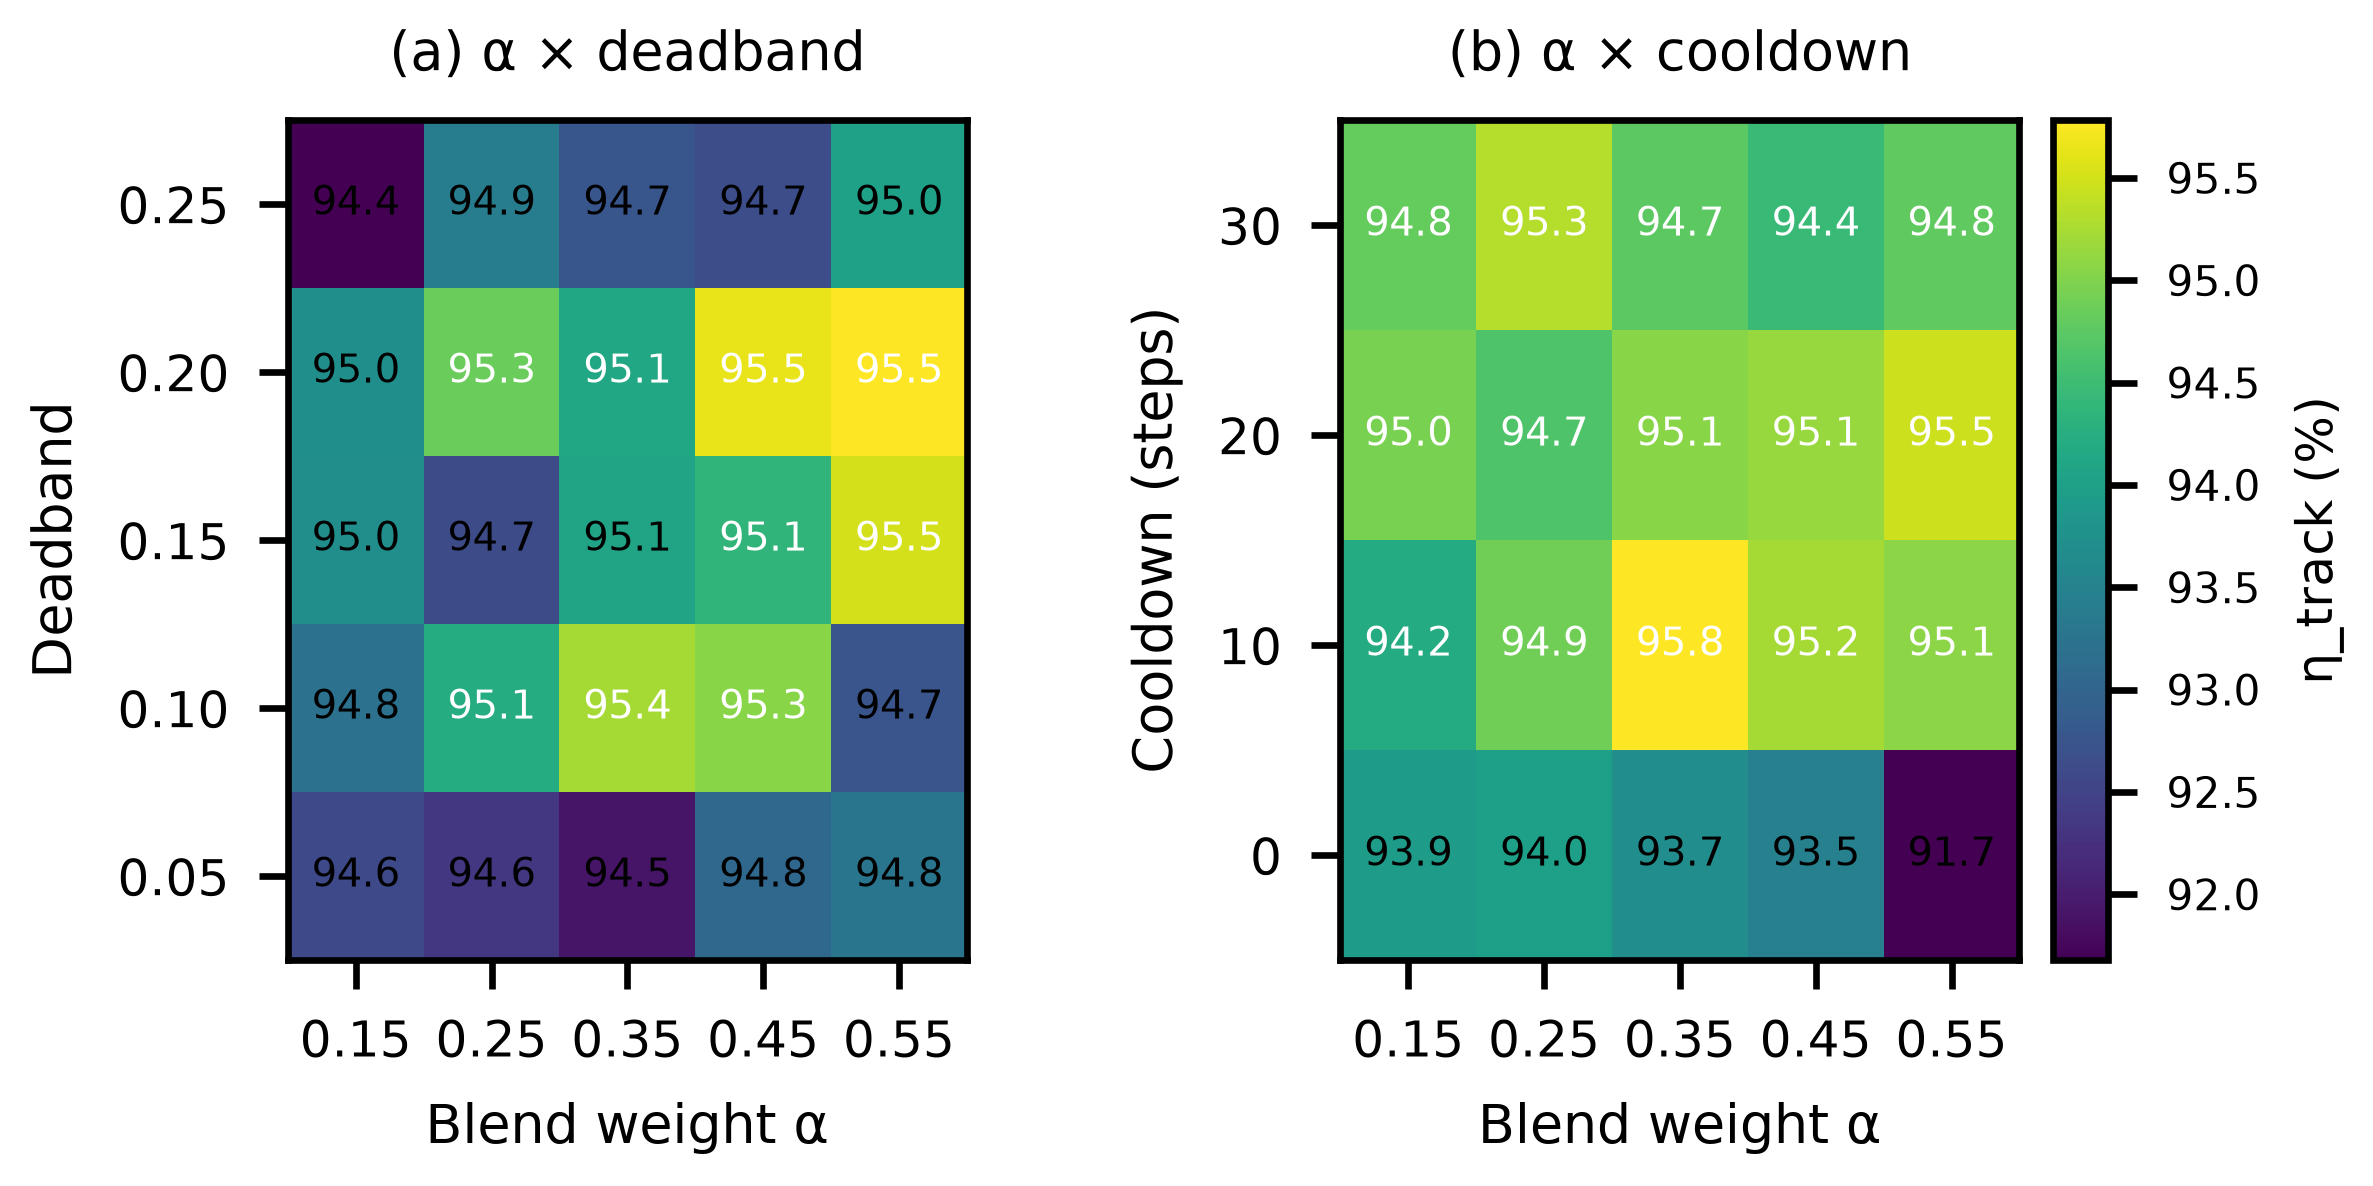 (a) α × deadband
(b) α × cooldown
Deadband
0.25 94.4 94.9 94.7 94.7 95.0
0.20 95.0 95.3 95.1 95.5 95.5
0.15 95.0 94.7 95.1 95.1 95.5
0.10 94.8 95.1 95.4 95.3 94.7
0.05 94.6 94.6 94.5 94.8 94.8
0.15 0.25 0.35 0.45 0.55
Blend weight α
Cooldown (steps)
30 94.8 95.3 94.7 94.4 94.8
20 95.0 94.7 95.1 95.1 95.5
10 94.2 94.9 95.8 95.2 95.1
0 93.9 94.0 93.7 93.5 91.7
0.15 0.25 0.35 0.45 0.55
Blend weight α
95.5
95.0
94.5
94.0
93.5
93.0
92.5
92.0
η_track (%)